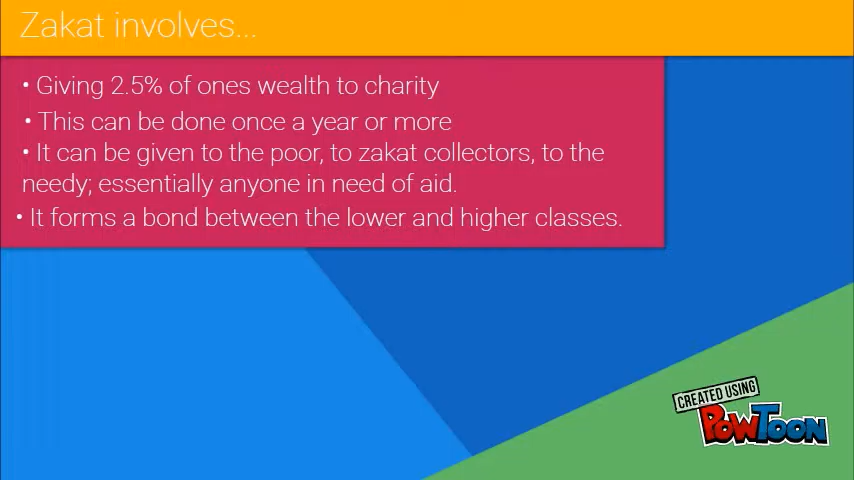 Zakat involves...
• Giving 2.5% of ones wealth to charity
• This can be done once a year or more
• It can be given to the poor, to zakat collectors, to the
needy; essentially anyone in need of aid.
• It forms a bond between the lower and higher classes.
CREATED USING
POWTOON